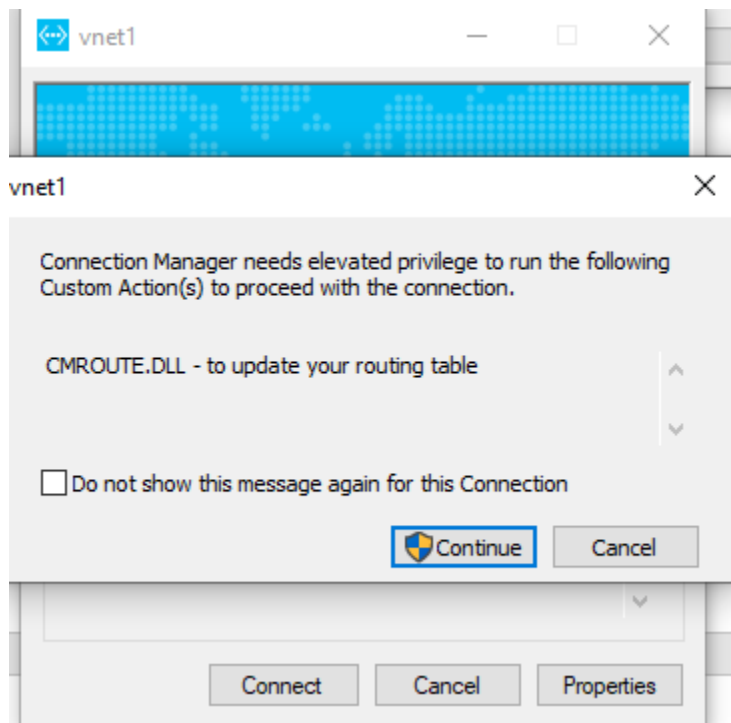 vnet1
vnet1
Connection Manager needs elevated privilege to run the following
Custom Action(s) to proceed with the connection.
CMROUTE.DLL - to update your routing table
Do not show this message again for this Connection
Continue Cancel
Connect Cancel Properties